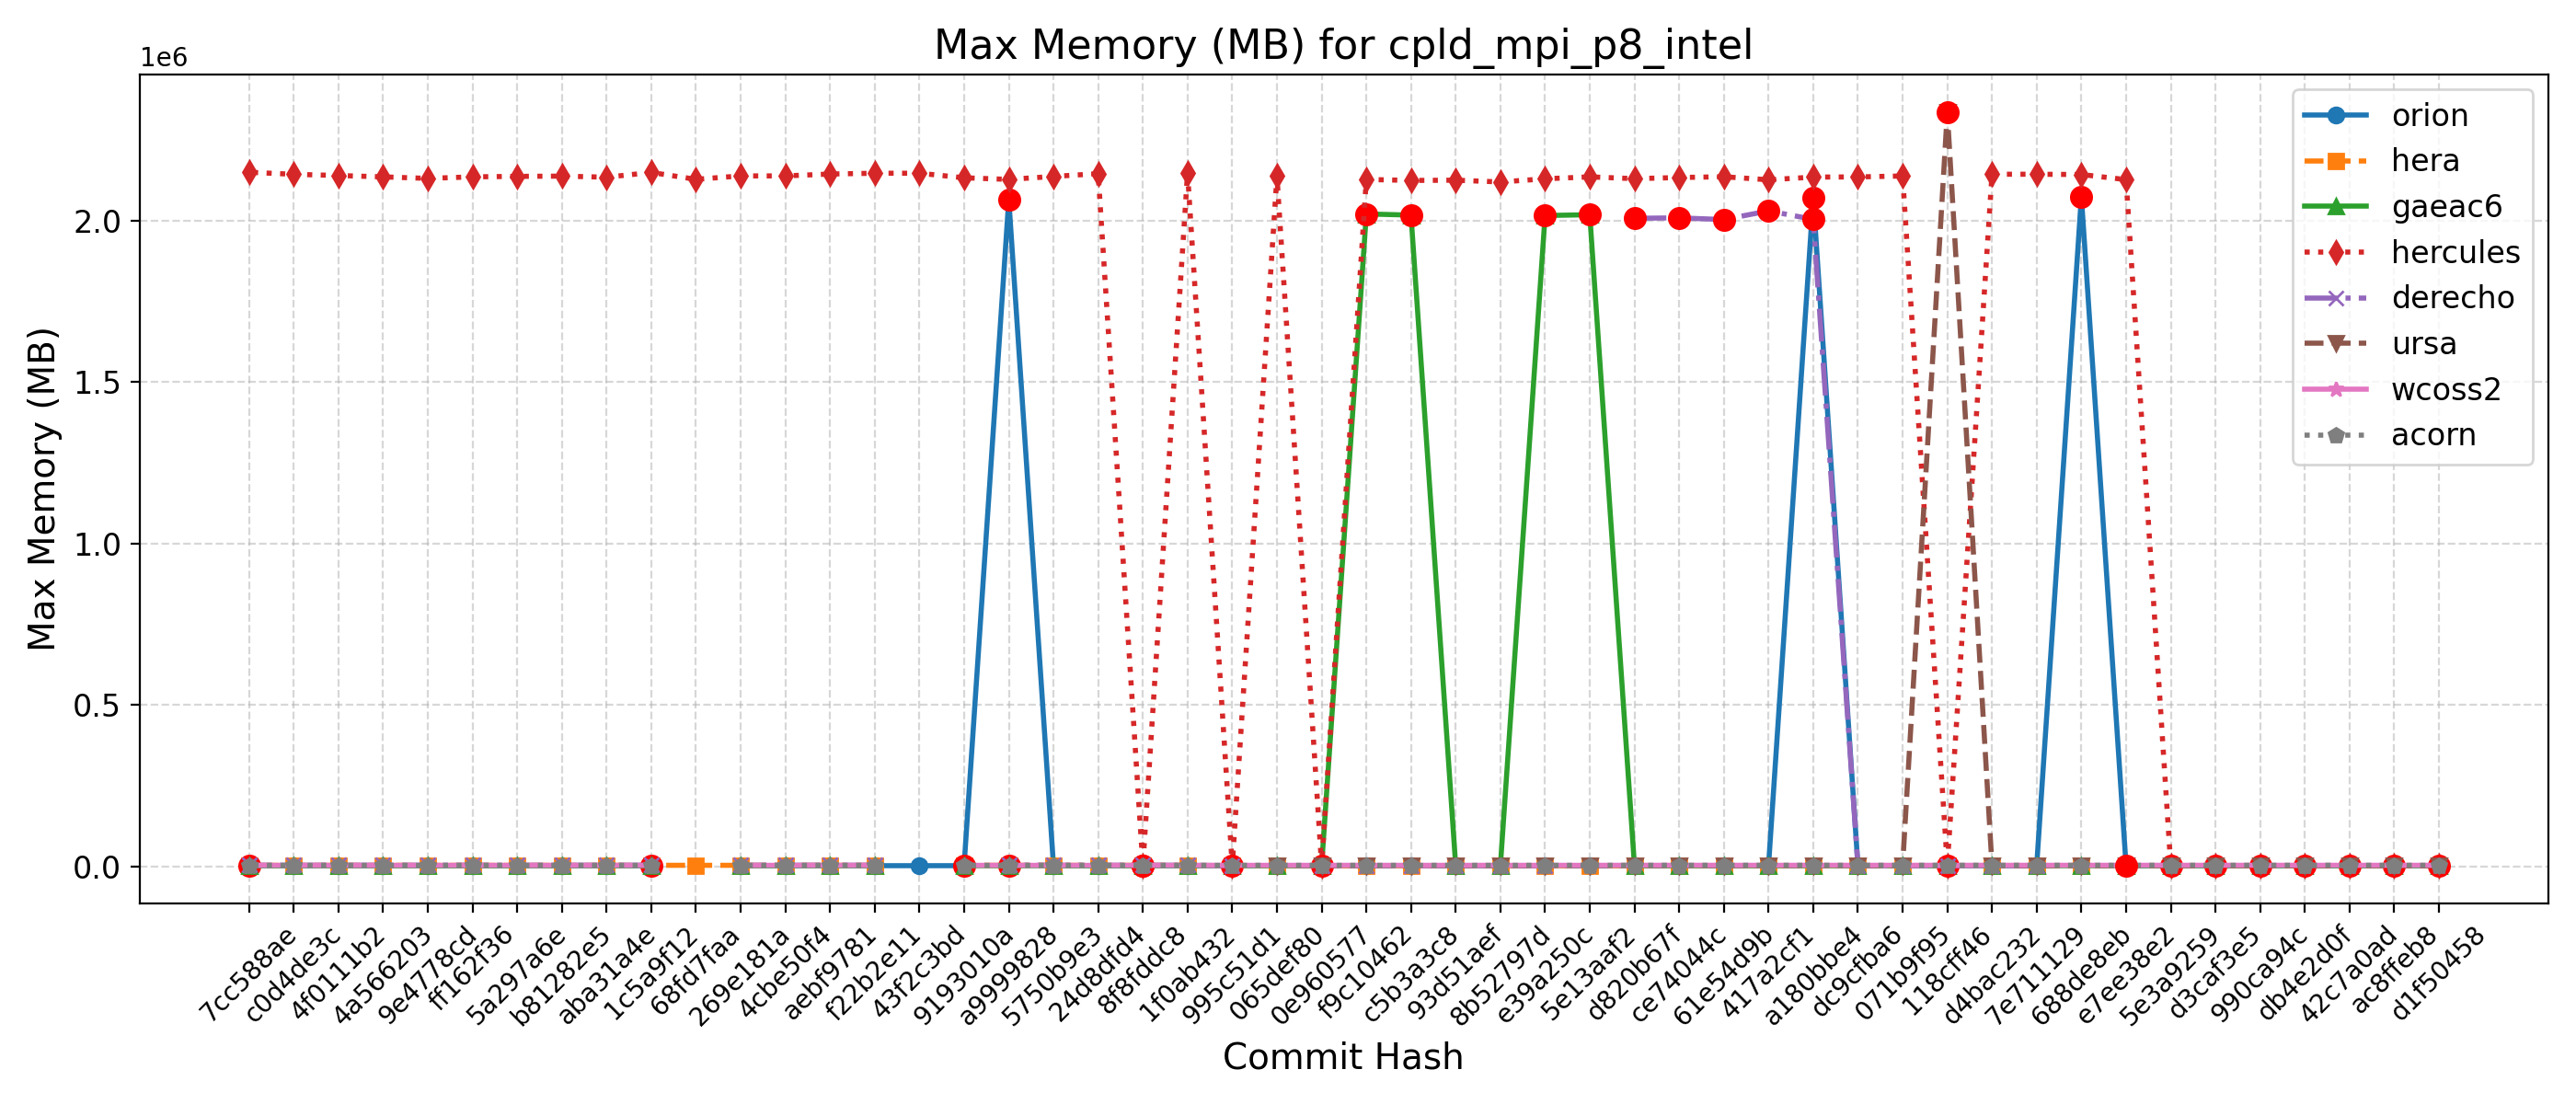 Max Memory (MB) for cpld_mpi_p8_intel
1e6
Max Memory (MB)
2.0
1.5
1.0
0.5
0.0
orion
hera
gaeac6
hercules
derecho
ursa
wcoss2
acorn
7cc588ae
c0d4de3c
4f0111b2
4a566203
9e4778cd
ff162f36
5a297a6e
b81282e5
aba31a4e
1c5a9f12
68fd7faa
269e181a
4cbe50f4
aebf9781
f22b2e11
43f2c3bd
9193010a
a9999828
5750b9e3
24d8dfd4
8f8fddc8
1f0ab432
995c51d1
065def80
0e960577
f9c10462
c5b3a3c8
93d51aef
8b52797d
e39a250c
5e13aaf2
d820b67f
ce74044c
61e54d9b
417a2cf1
a180bbe4
dc9cfba6
071b9f95
118cff46
d4bac232
7e711129
688de8eb
e7ee38e2
5e3a9259
d3caf3e5
990ca94c
db4e2d0f
42c7a0ad
ac8ffeb8
d1f50458
Commit Hash